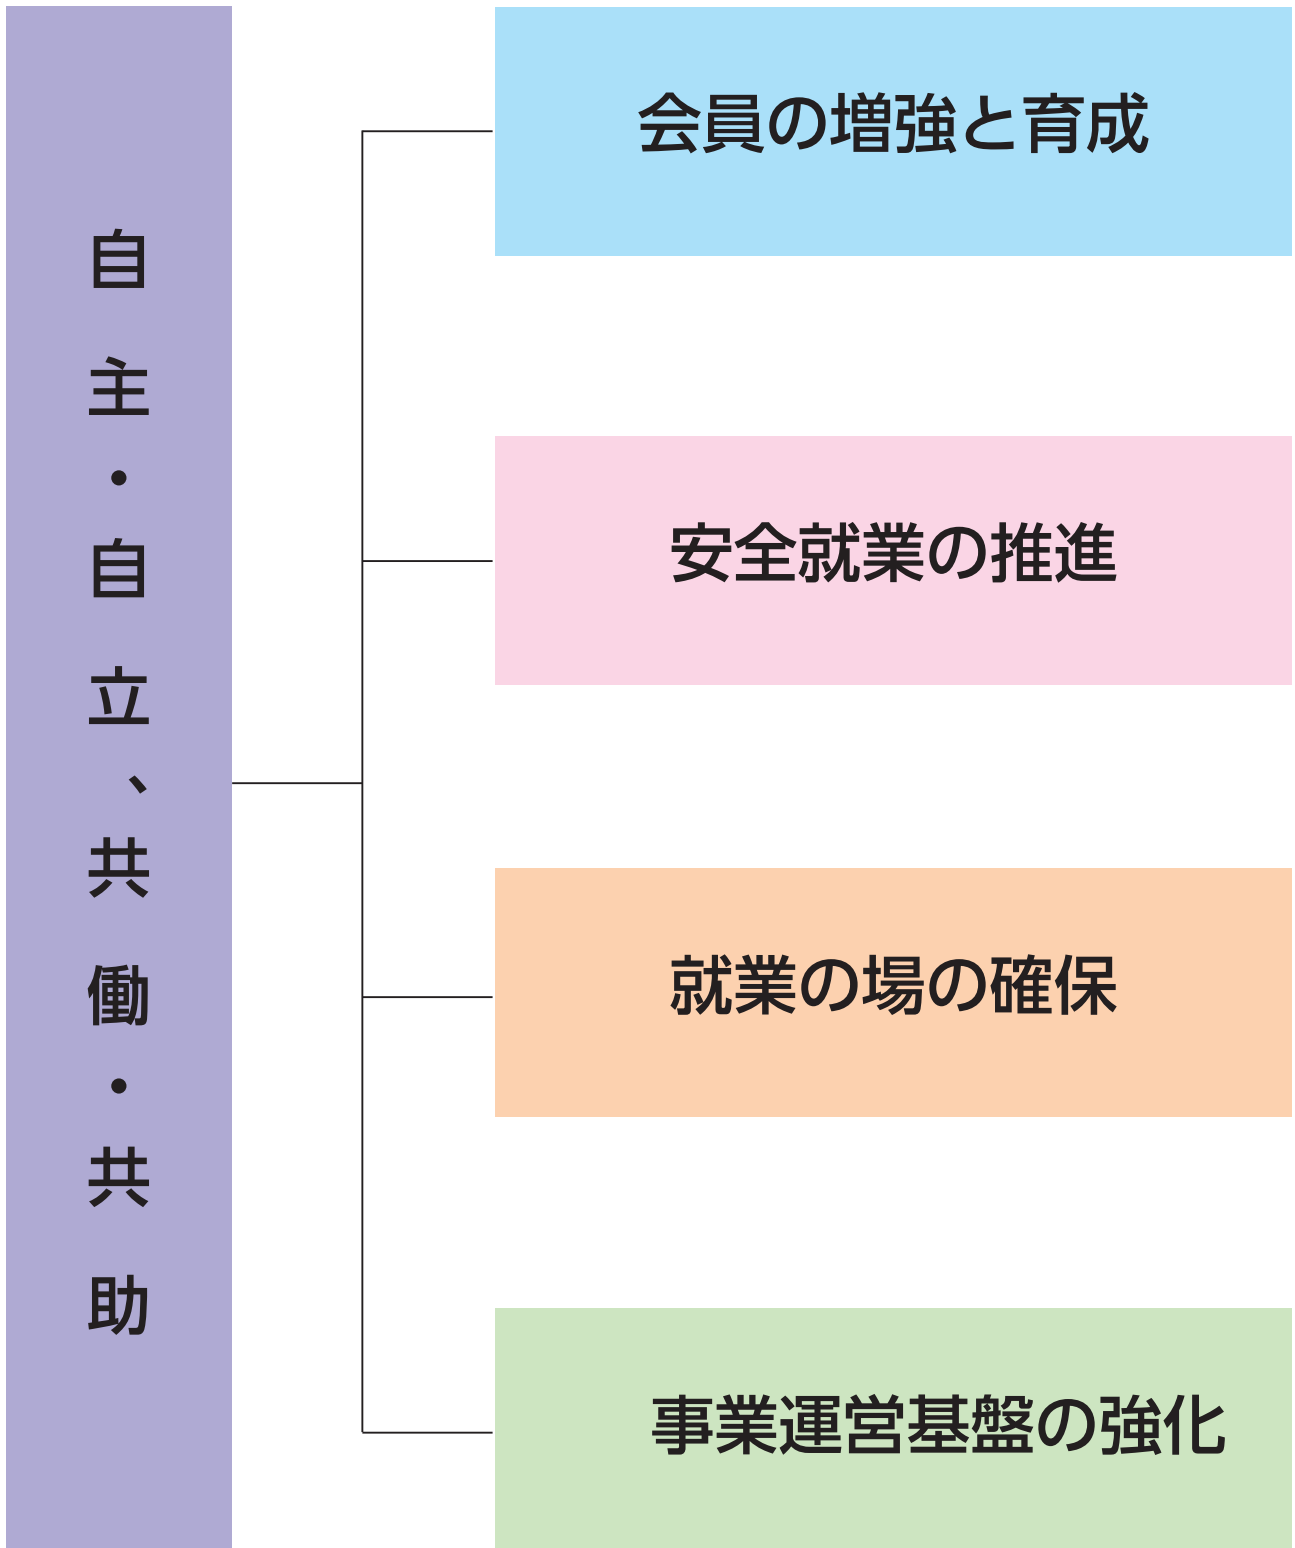 自主・自立、共働・共助
会員の増強と育成
安全就業の推進
就業の場の確保
事業運営基盤の強化